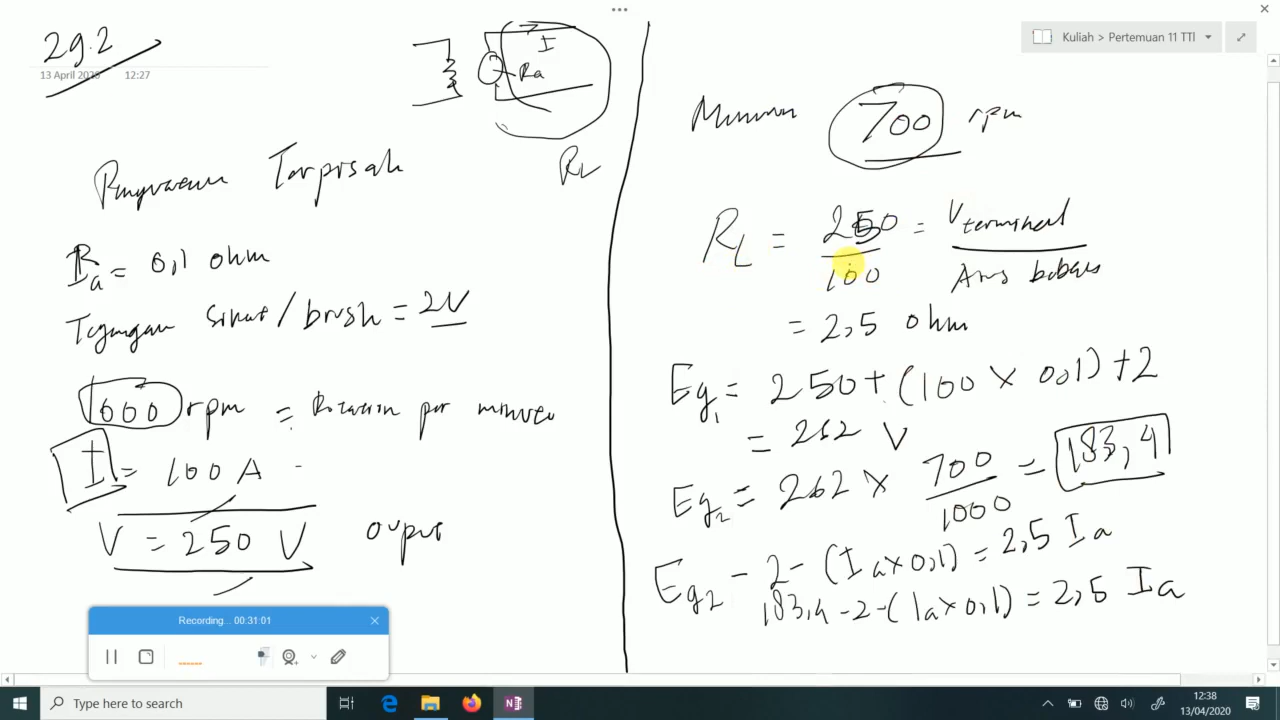 Kuliah > Pertemuan 11 TTI
29.2
13 April 2020 12:27
I
Ra
RL
Penguatan Terpisah
Ra = 0,1 ohm
Tegangan sikat/brush = 2V
1000 rpm = Rotation per minute
I = 100 A
V = 250 V output
Menurun 700 rpm
RL = 250/100 = V terminal/Arus beban
= 2,5 ohm
Eg1 = 250 + (100 × 0,1) + 2
= 262 V
Eg2 = 262 × 700/1000 = 183,4
Eg2 - 2 - (Ia × 0,1) = 2,5 Ia
183,4 - 2 - (Ia × 0,1) = 2,5 Ia
Recording... 00:31:01
Type here to search
12:38
13/04/2020